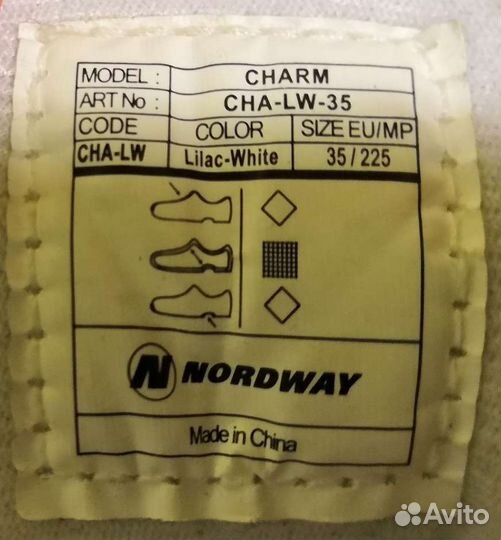 MODEL: CHARM
ART No: CHA-LW-35
CODE COLOR SIZE EU/MP
CHA-LW Lilac-White 35/225
N NORDWAY
Made in China
Avito